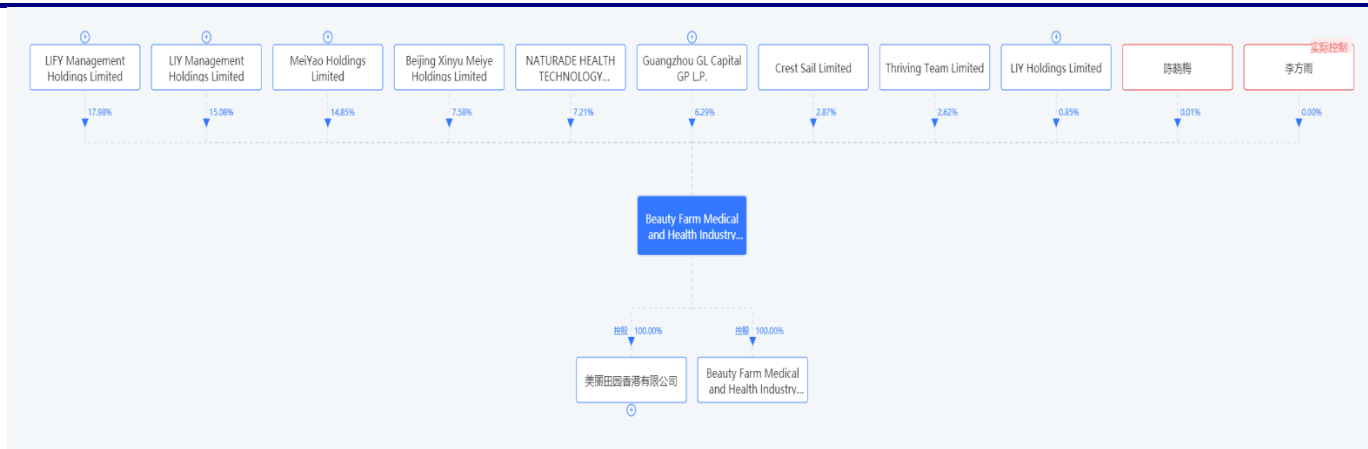 实际控制
LIFY Management
Holdings Limited
LIY Management
Holdings Limited
MeiYao Holdings
Limited
Beijing Xinyu Meiye
Holdings Limited
NATURADE HEALTH
TECHNOLOGY...
Guangzhou GL Capital
GP L.P.
Crest Sail Limited
Thriving Team Limited
LIY Holdings Limited
陈晓梅
李方雨
17.98%
15.08%
14.85%
7.58%
7.21%
6.29%
2.87%
2.62%
0.85%
0.01%
0.00%
Beauty Farm Medical
and Health Industry...
控股 100.00%
控股 100.00%
美丽田园香港有限公司
Beauty Farm Medical
and Health Industry...